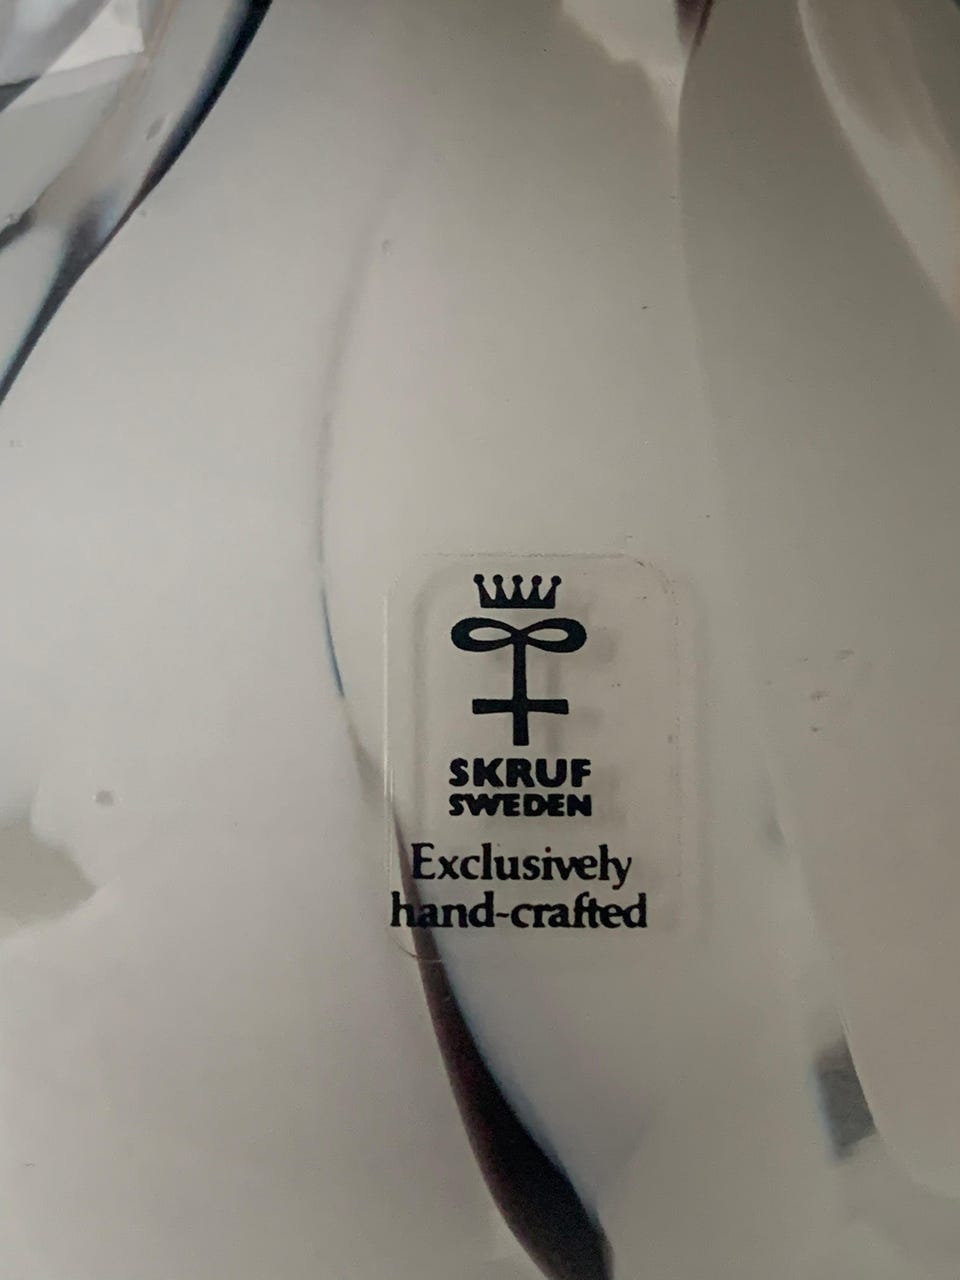 SKRUF
SWEDEN
Exclusively
hand-crafted